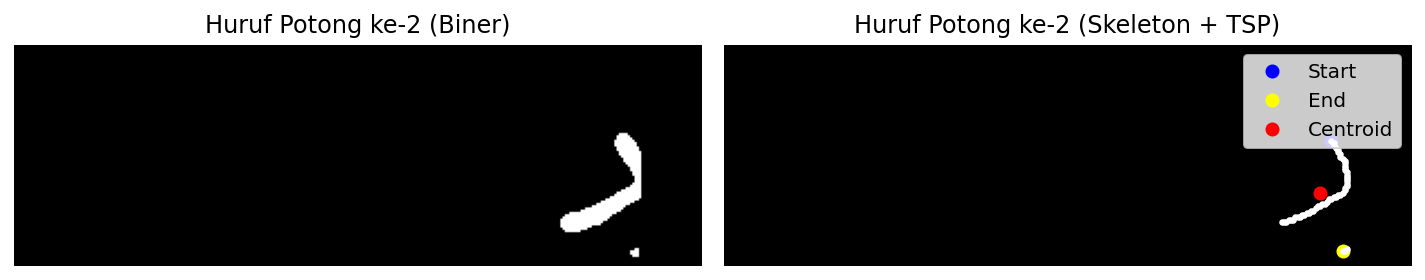 Huruf Potong ke-2 (Biner)
Huruf Potong ke-2 (Skeleton + TSP)
Start
End
Centroid